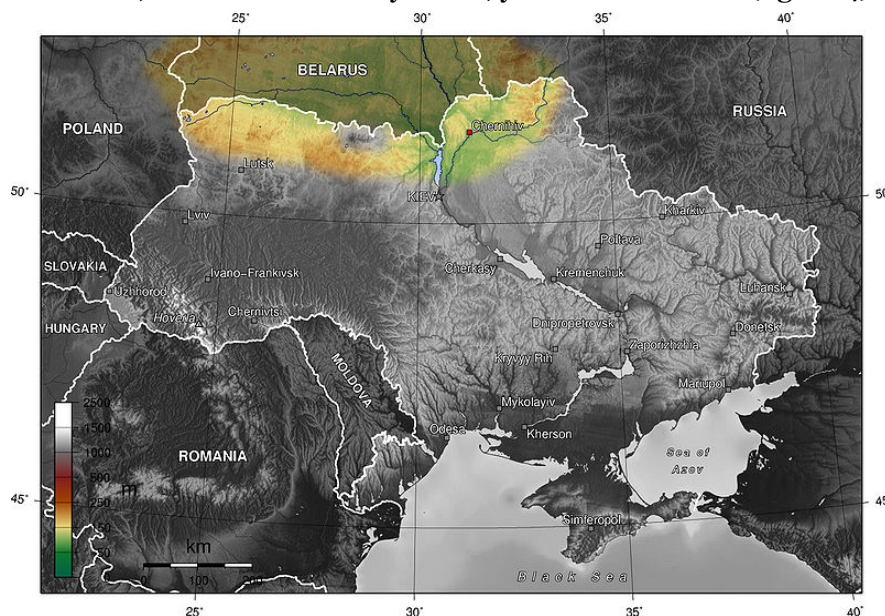 25° 30° 35° 40°
BELARUS
POLAND
RUSSIA
Chernihiv
Lutsk
50°
KIEV
50
Lviv
Kharkiv
Poltava
SLOVAKIA
Cherkasy
Ivano-Frankivsk
Kremenchuk
Uzhhorod
Luhansk
Chernivtsi
Hoverla
Dnipropetrovsk
HUNGARY
Donetsk
Zaporizhzhia
Kryvyy Rih
MOLDOVA
Mariupol
2500
Mykolayiv
1500
Odesa
Kherson
1000
Sea of
ROMANIA
Azov
500
m
250
45°
45
50
Simferopol
km
0 100 200
Black Sea
25° 30° 35° 40°